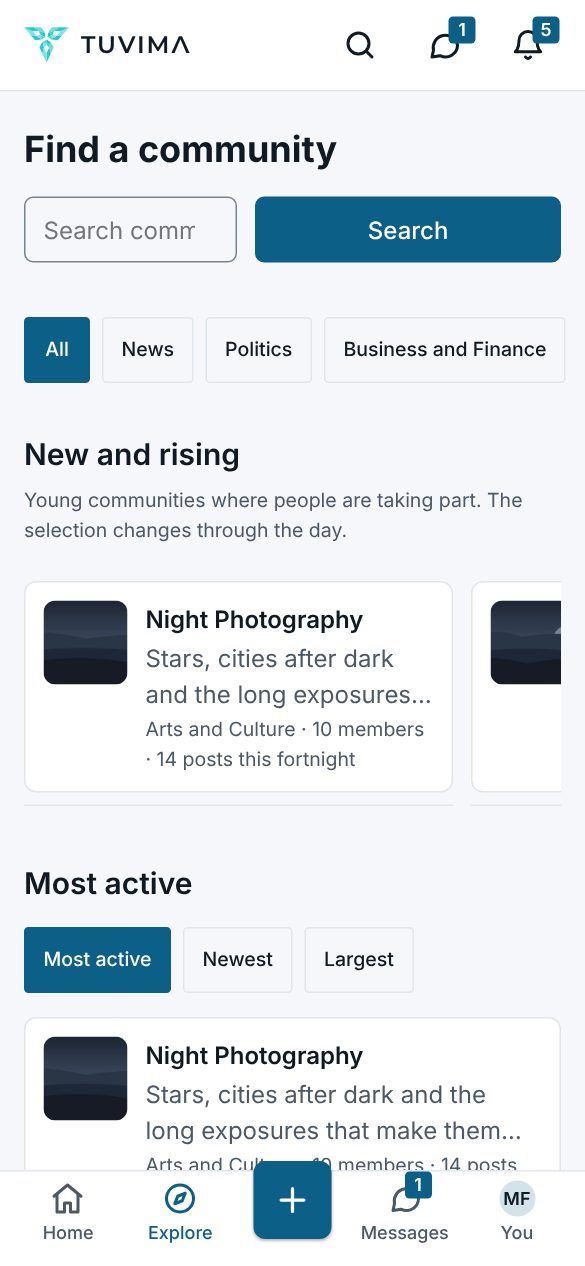 TUVIMA
1
5
Find a community
Search comm
Search
All
News
Politics
Business and Finance
New and rising
Young communities where people are taking part. The
selection changes through the day.
Night Photography
Stars, cities after dark
and the long exposures...
Arts and Culture · 10 members
· 14 posts this fortnight
Most active
Most active
Newest
Largest
Night Photography
Stars, cities after dark and the
long exposures that make them...
Arts and Cul 10 members · 14 posts
1
Home
Explore
Messages
MF
You